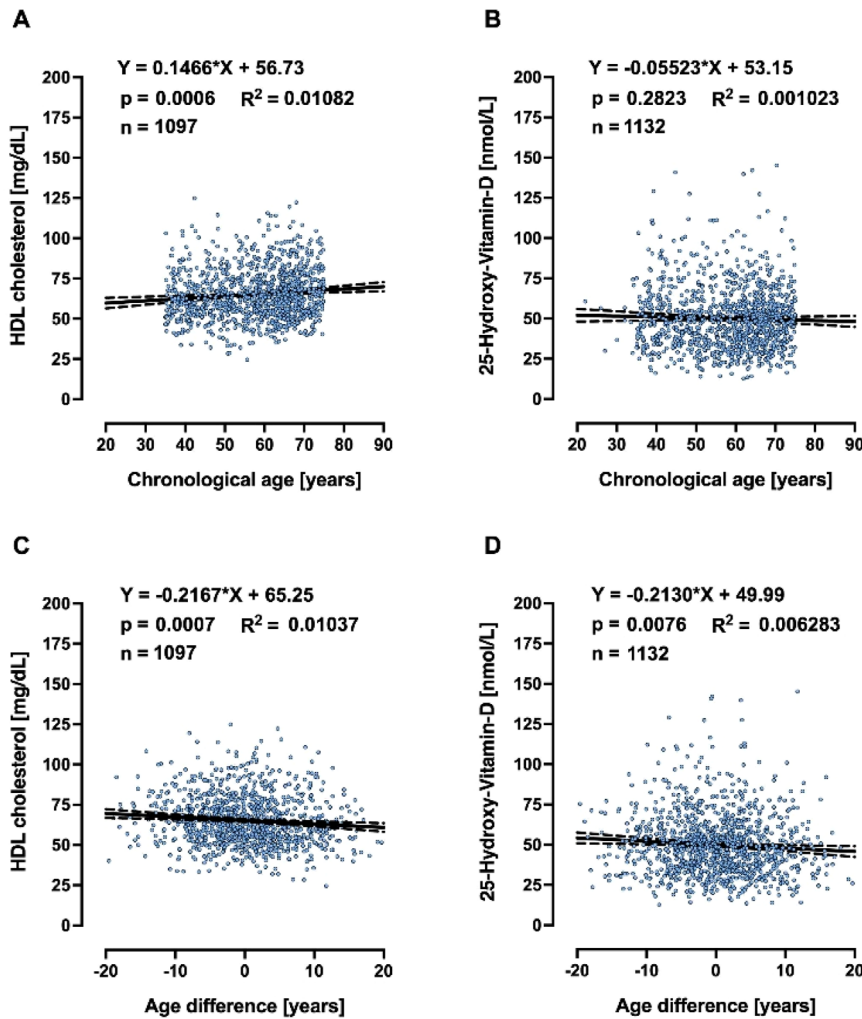 A
Y = 0.1466*X + 56.73
p = 0.0006 R² = 0.01082
n = 1097
HDL cholesterol [mg/dL]
200
175
150
125
100
75
50
25
0
20 30 40 50 60 70 80 90
Chronological age [years]
B
Y = -0.05523*X + 53.15
p = 0.2823 R² = 0.001023
n = 1132
25-Hydroxy-Vitamin-D [nmol/L]
200
175
150
125
100
75
50
25
0
20 30 40 50 60 70 80 90
Chronological age [years]
C
Y = -0.2167*X + 65.25
p = 0.0007 R² = 0.01037
n = 1097
HDL cholesterol [mg/dL]
200
175
150
125
100
75
50
25
0
-20 -10 0 10 20
Age difference [years]
D
Y = -0.2130*X + 49.99
p = 0.0076 R² = 0.006283
n = 1132
25-Hydroxy-Vitamin-D [nmol/L]
200
175
150
125
100
75
50
25
0
-20 -10 0 10 20
Age difference [years]